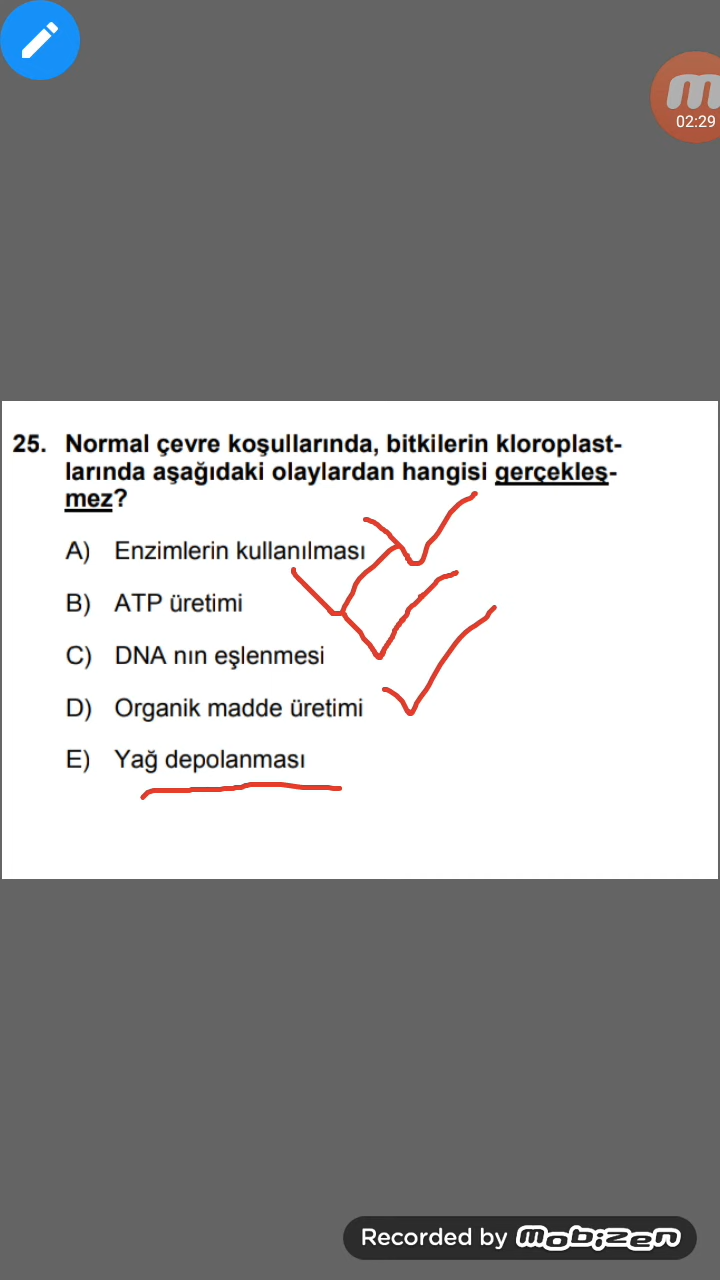 02:29
25. Normal çevre koşullarında, bitkilerin kloroplast-
larında aşağıdaki olaylardan hangisi gerçekleş-
mez?
A) Enzimlerin kullanılması
B) ATP üretimi
C) DNA nın eşlenmesi
D) Organik madde üretimi
E) Yağ depolanması
Recorded by mobizen